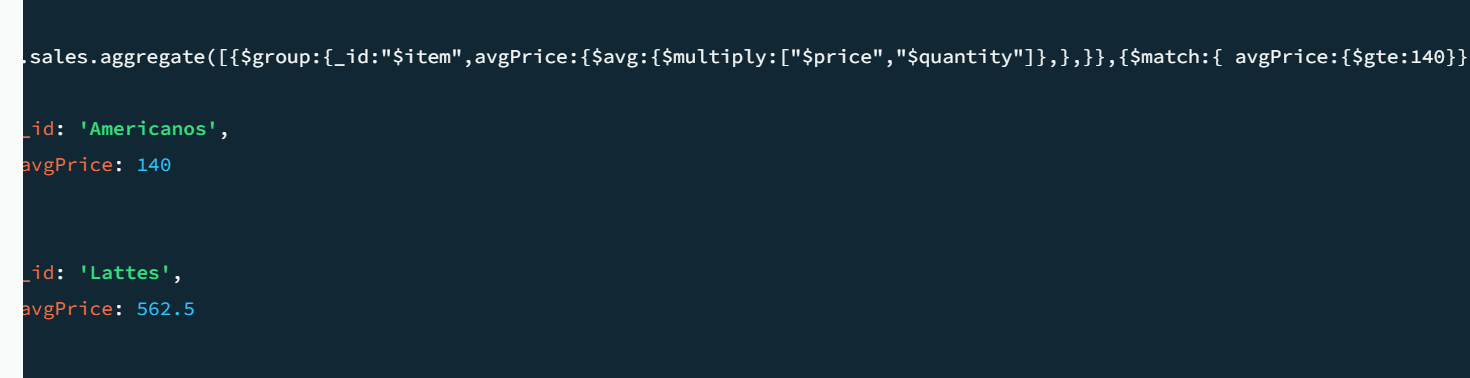 .sales.aggregate([{$group:{_id:"$item",avgPrice:{$avg:{$multiply:["$price","$quantity"]},},}},{$match:{ avgPrice:{$gte:140}}
_id: 'Americanos',
avgPrice: 140
_id: 'Lattes',
avgPrice: 562.5